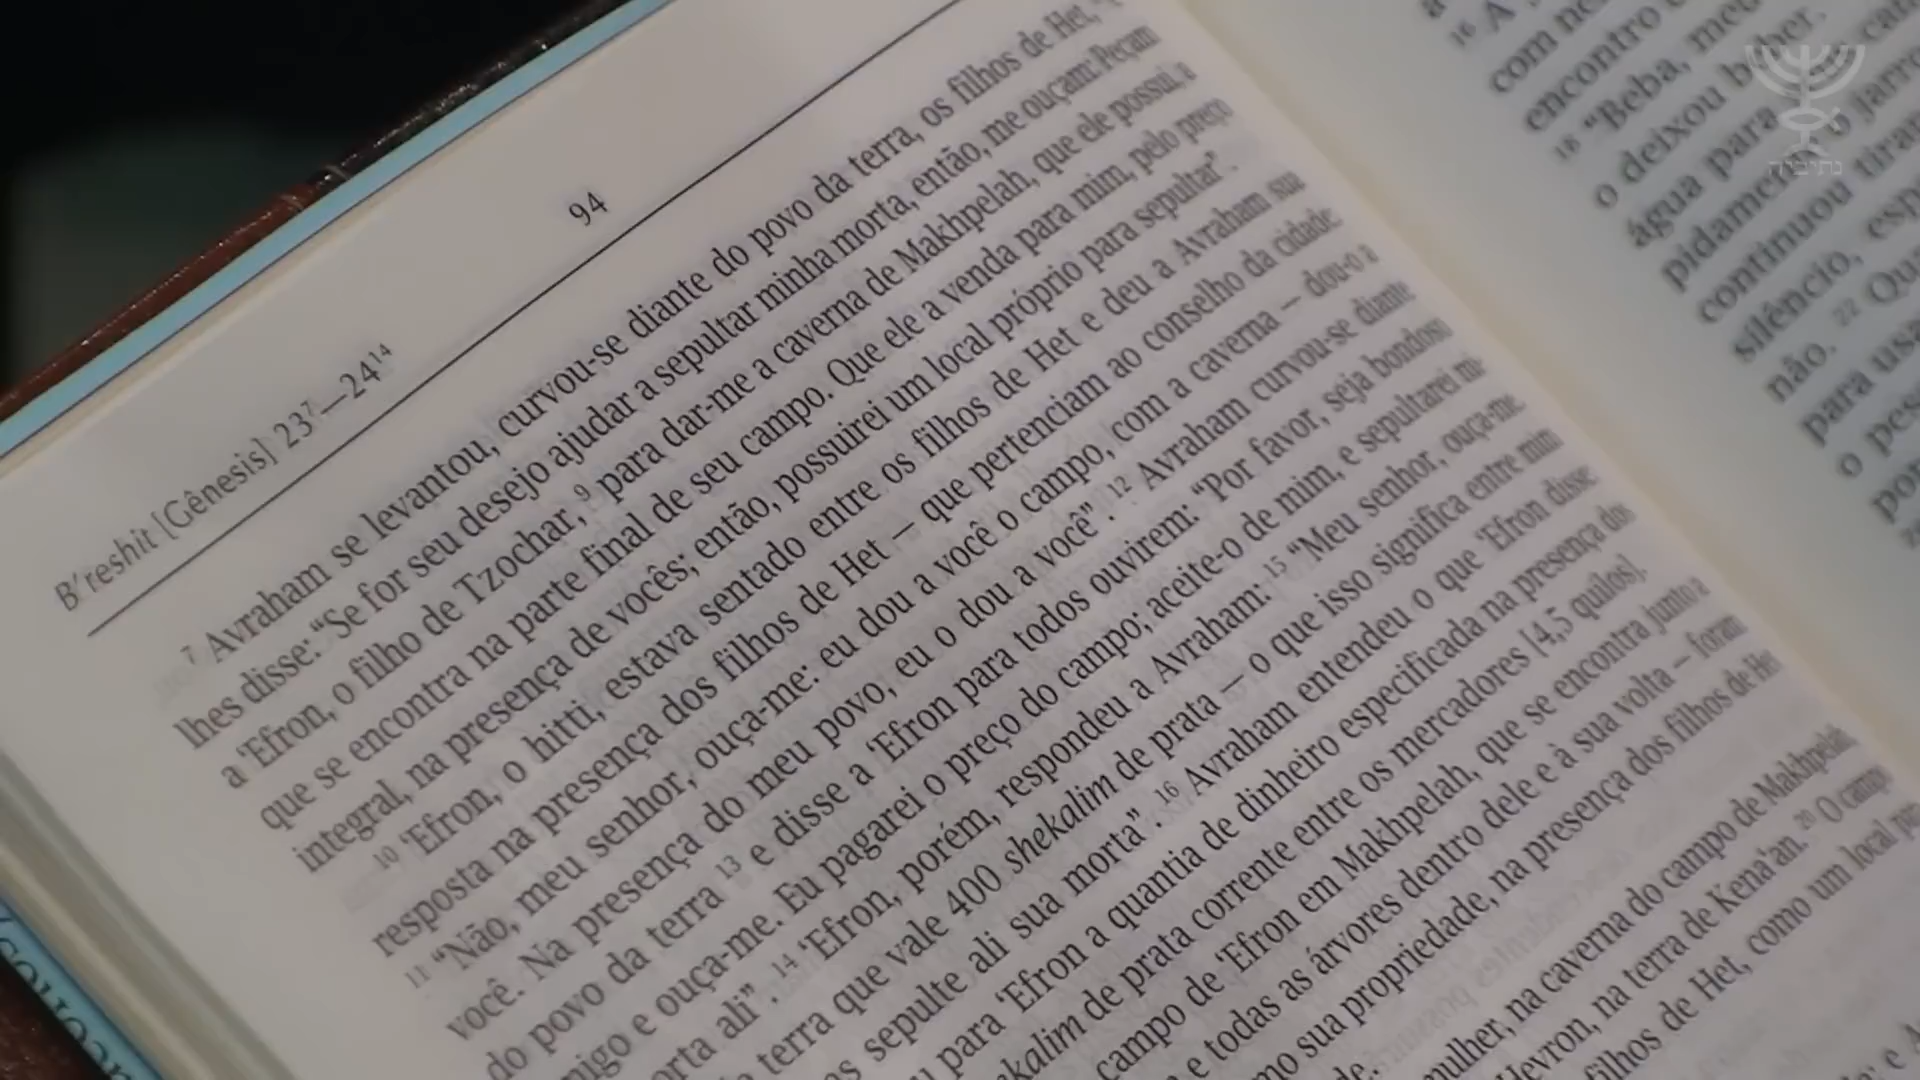 B'reshit [Gênesis] 23⁷—24¹⁴
94
⁷ Avraham se levantou, curvou-se diante do povo da terra, os filhos de Het,
lhes disse: “Se for seu desejo ajudar a sepultar minha morta, então, me ouçam: Peçam
a ‘Efron, o filho de Tzochar, ⁹ para dar-me a caverna de Makhpelah, que ele possui, a
que se encontra na parte final de seu campo. Que ele a venda para mim, pelo preço
integral, na presença de vocês; então, possuirei um local próprio para sepultar”.
¹⁰ ‘Efron, o hitti, estava sentado entre os filhos de Het e deu a Avraham sua
resposta na presença dos filhos de Het — que pertenciam ao conselho da cidade
¹¹ “Não, meu senhor, ouça-me: eu dou a você o campo, com a caverna — dou-o a
você. Na presença do meu povo, eu o dou a você”. ¹² Avraham curvou-se diante
do povo da terra ¹³ e disse a ‘Efron para todos ouvirem: “Por favor, seja bondoso
migo e ouça-me. Eu pagarei o preço do campo; aceite-o de mim, e sepultarei mi-
orta ali”. ¹⁴ ‘Efron, porém, respondeu a Avraham: ¹⁵ “Meu senhor, ouça-me.
terra que vale 400 shekalim de prata — o que isso significa entre mim
sepulte ali sua morta”. ¹⁶ Avraham entendeu o que ‘Efron disse
para ‘Efron a quantia de dinheiro especificada na presença dos
ekalim de prata corrente entre os mercadores [4,5 quilos].
campo de ‘Efron em Makhpelah, que se encontra junto a
e todas as árvores dentro dele e à sua volta — foram
mo sua propriedade, na presença dos filhos de Het
de.
mulher, na caverna do campo de Makhpelah,
Hevron, na terra de Kena‘an. ²⁰ O campo
filhos de Het, como um local
¹⁶ A
com
encontro
¹⁸ “Beba, meu
o deixou beber.
água para
continuou
silêncio,
não. ²²
para
o
נתיביה